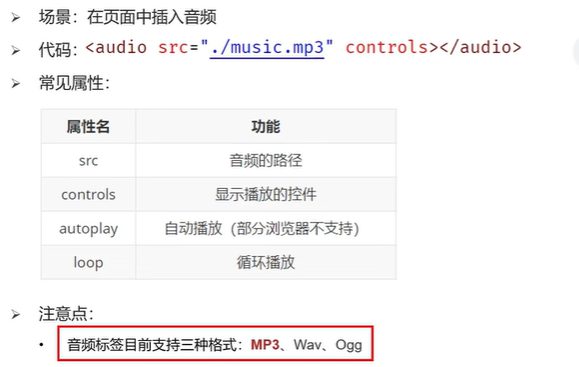 ➢ 场景：在页面中插入音频
➢ 代码：<audio src="./music.mp3" controls></audio>
➢ 常见属性：
属性名 功能
src 音频的路径
controls 显示播放的控件
autoplay 自动播放（部分浏览器不支持）
loop 循环播放
➢ 注意点：
• 音频标签目前支持三种格式：MP3、Wav、Ogg